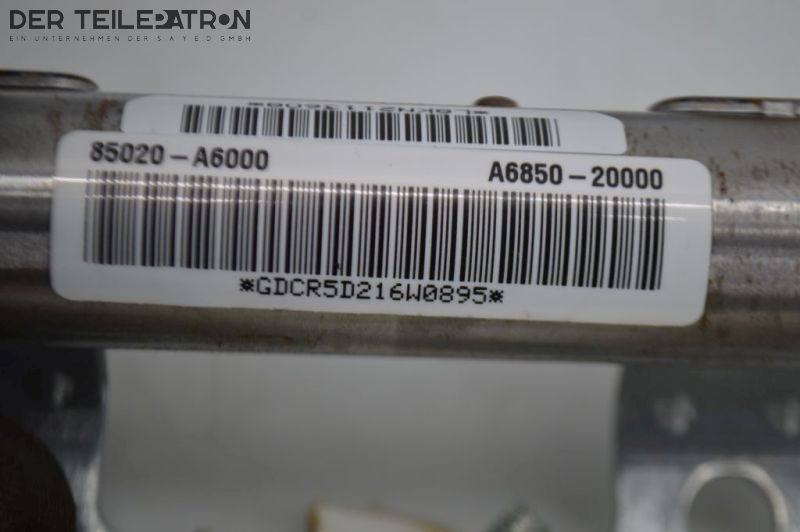 DER TEILEPATRON
EIN UNTERNEHMEN DER S A Y E D GMBH
85020-A6000
A6850-20000
*GDCR5D216W0895*